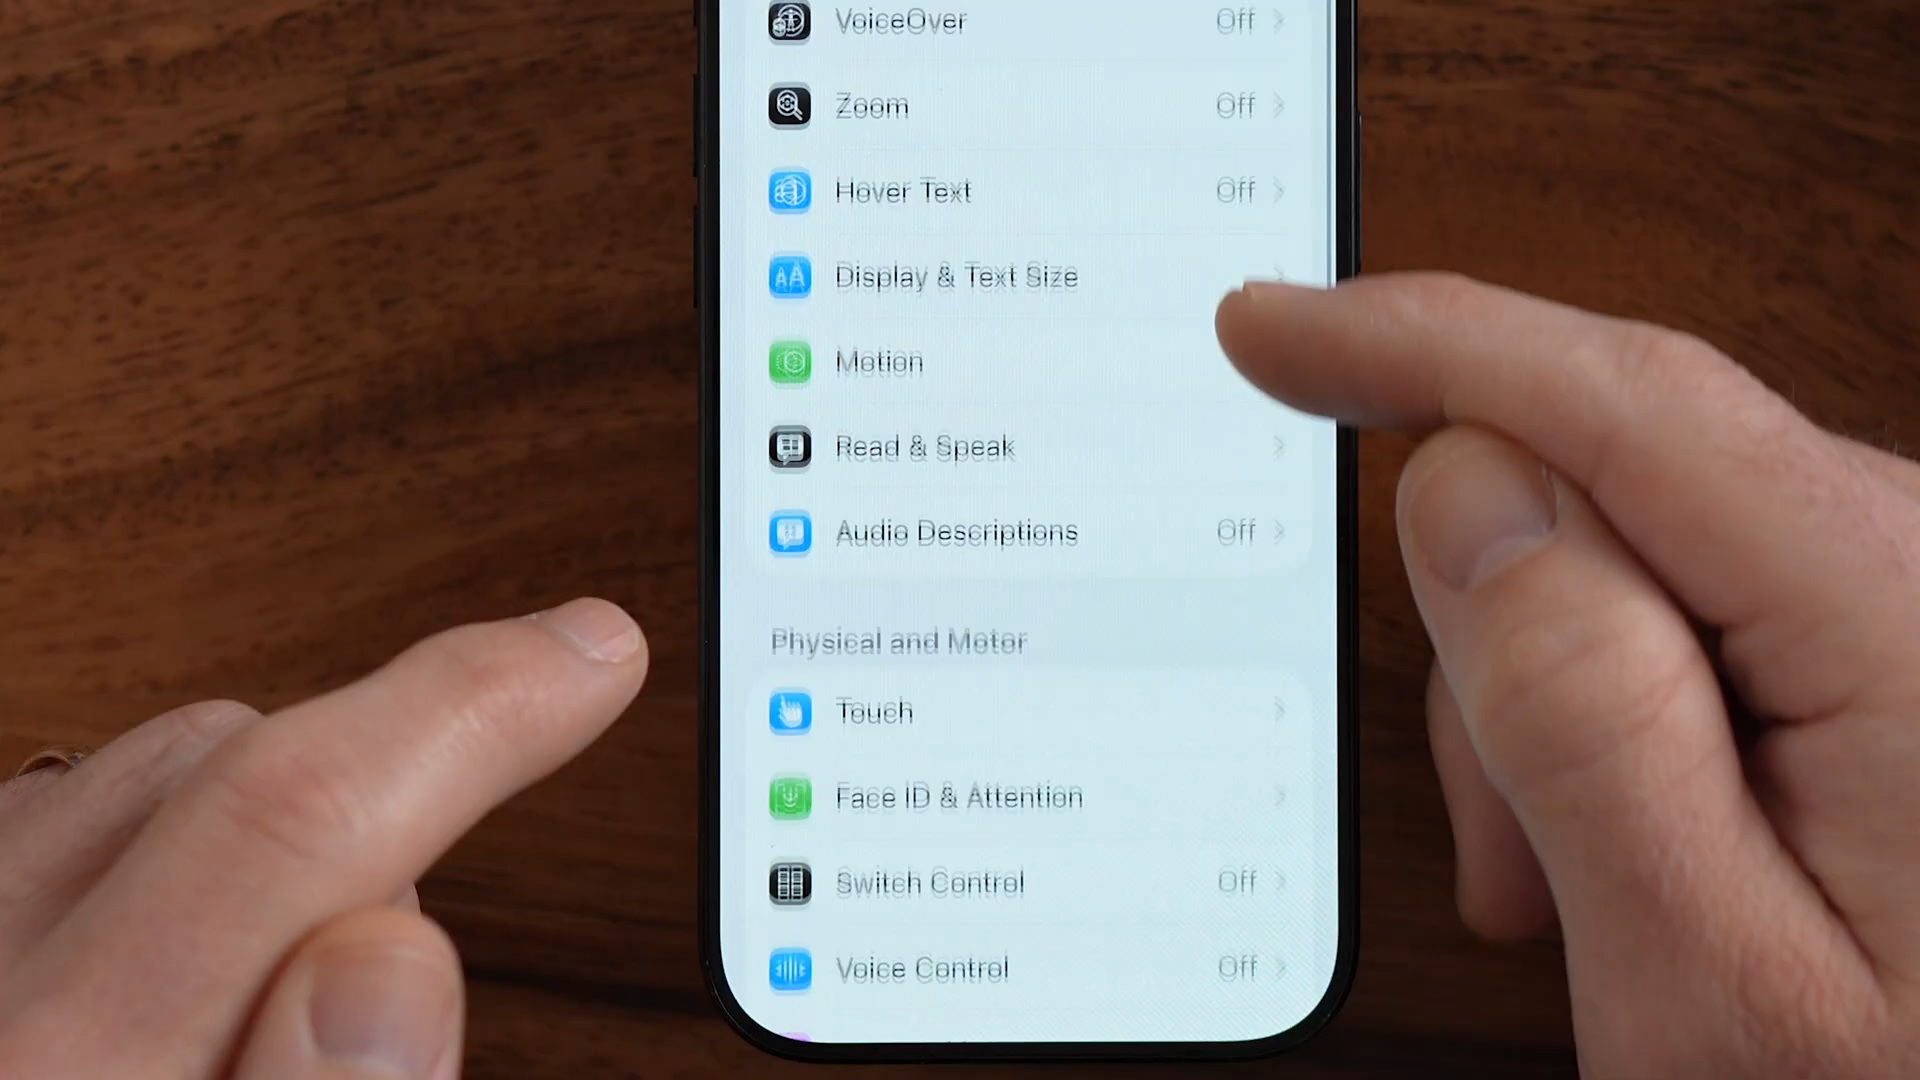 VoiceOver Off
Zoom Off
Hover Text Off
Display & Text Size
Motion
Read & Speak
Audio Descriptions Off
Physical and Motor
Touch
Face ID & Attention
Switch Control Off
Voice Control Off